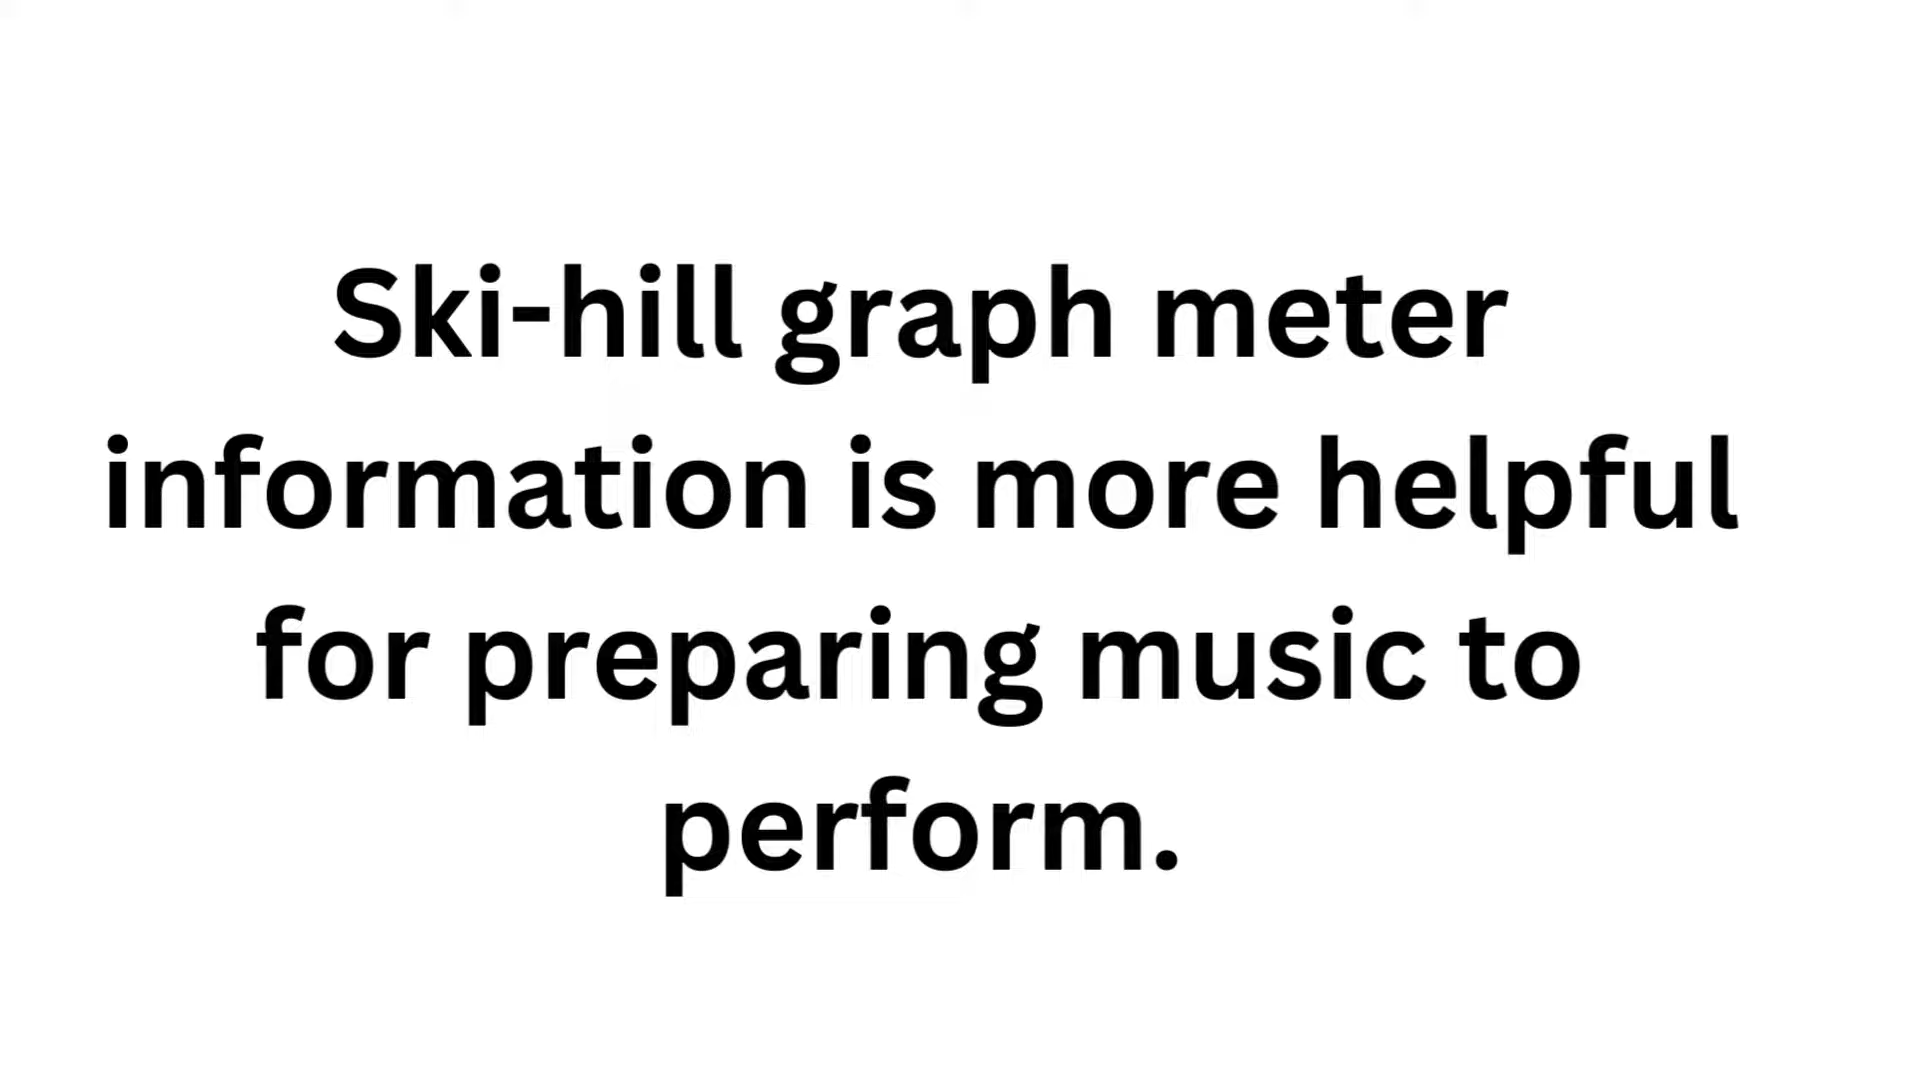 Ski-hill graph meter
information is more helpful
for preparing music to
perform.